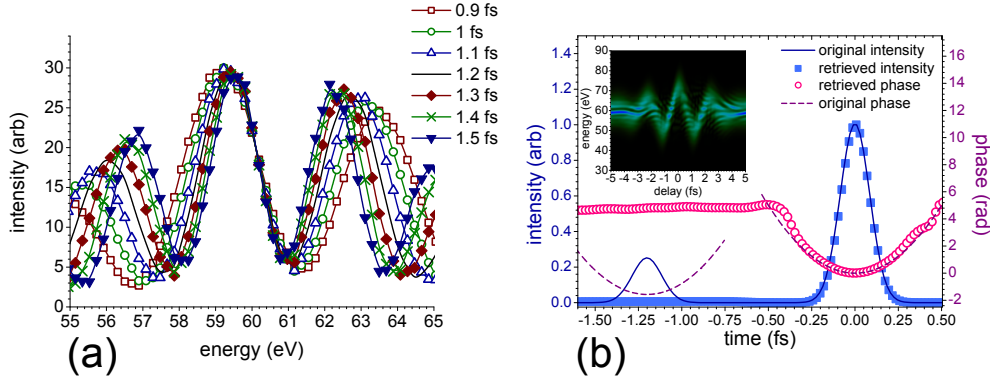 0.9 fs
1 fs
1.1 fs
1.2 fs
1.3 fs
1.4 fs
1.5 fs
30
25
20
15
10
5
0
intensity (arb)
55 56 57 58 59 60 61 62 63 64 65
energy (eV)
(a)
1.4
1.2
1.0
0.8
0.6
0.4
0.2
0.0
intensity (arb)
90
80
70
60
50
40
30
energy (eV)
-5 -4 -3 -2 -1 0 1 2 3 4 5
delay (fs)
original intensity
retrieved intensity
retrieved phase
original phase
16
14
12
10
8
6
4
2
0
-2
phase (rad)
-1.50 -1.25 -1.00 -0.75 -0.50 -0.25 0.00 0.25 0.50
time (fs)
(b)